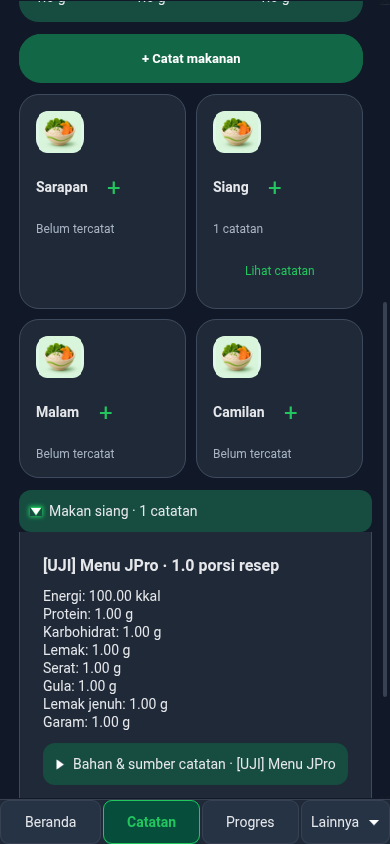 + Catat makanan
Sarapan +
Belum tercatat
Siang +
1 catatan
Lihat catatan
Malam +
Belum tercatat
Camilan +
Belum tercatat
Makan siang · 1 catatan
[UJI] Menu JPro · 1.0 porsi resep
Energi: 100.00 kkal
Protein: 1.00 g
Karbohidrat: 1.00 g
Lemak: 1.00 g
Serat: 1.00 g
Gula: 1.00 g
Lemak jenuh: 1.00 g
Garam: 1.00 g
Bahan & sumber catatan · [UJI] Menu JPro
Beranda
Catatan
Progres
Lainnya